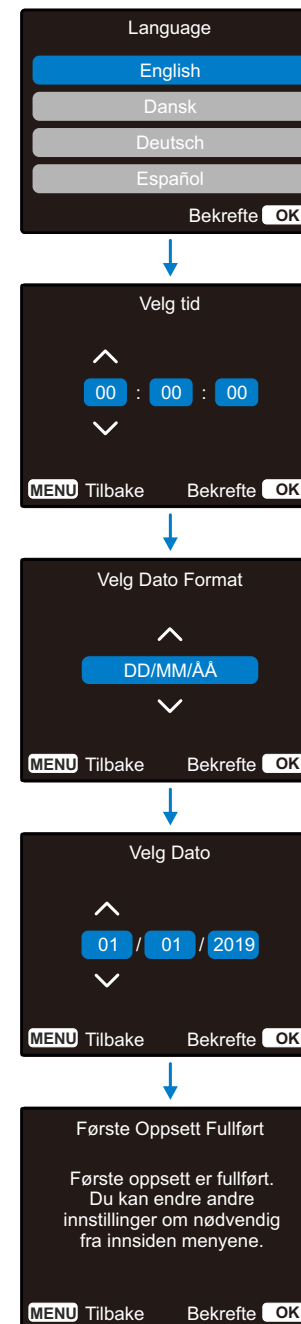 Language
English
Dansk
Deutsch
Español
Bekrefte OK
Velg tid
00 : 00 : 00
MENU Tilbake Bekrefte OK
Velg Dato Format
DD/MM/ÅÅ
MENU Tilbake Bekrefte OK
Velg Dato
01 / 01 / 2019
MENU Tilbake Bekrefte OK
Første Oppsett Fullført
Første oppsett er fullført.
Du kan endre andre
innstillinger om nødvendig
fra innsiden menyene.
MENU Tilbake Bekrefte OK